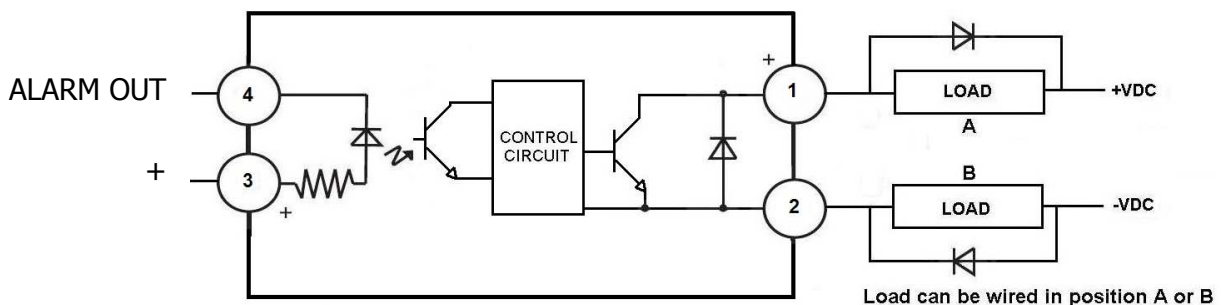 ALARM OUT
4
+
3
+
CONTROL
CIRCUIT
+
1
2
LOAD
A
+VDC
B
LOAD
-VDC
Load can be wired in position A or B